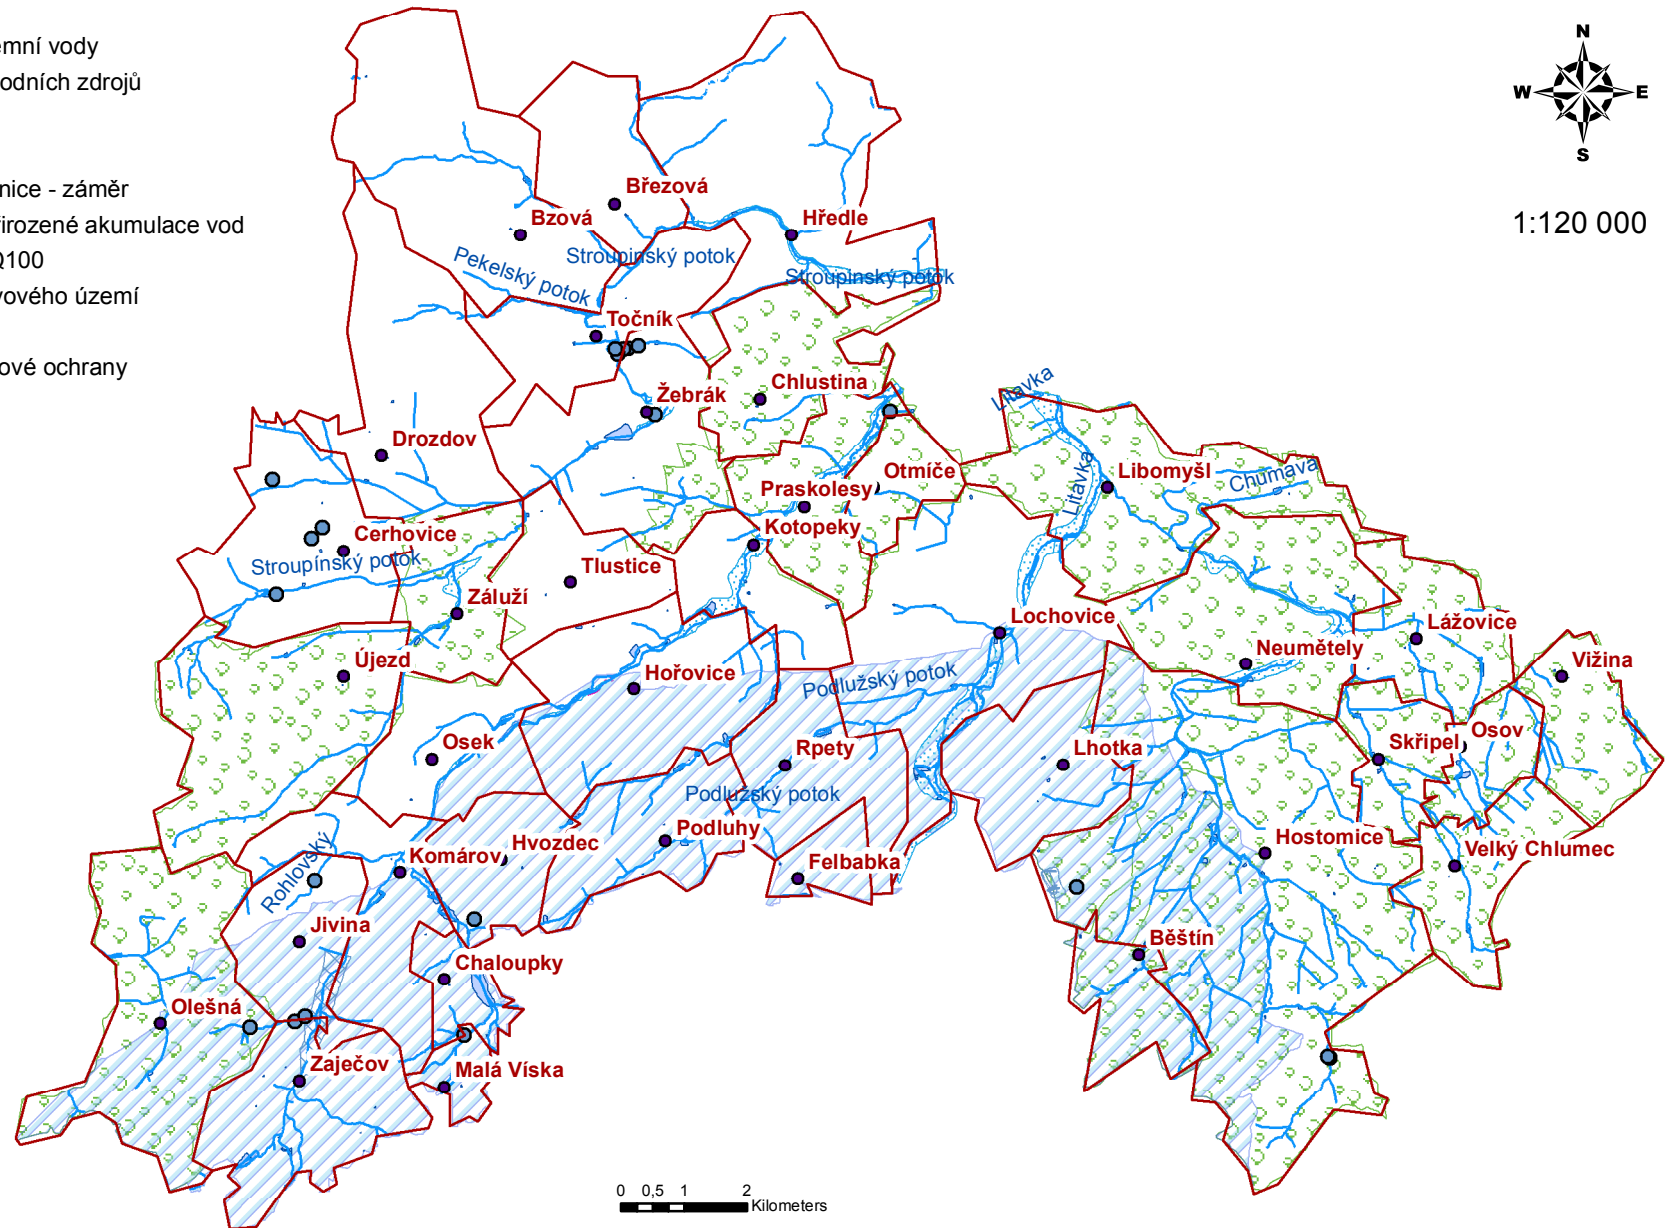 emní vody
odních zdrojů
nice - záměr
řirozené akumulace vod
Q100
vového území
ové ochrany
N
W
E
S
1:120 000
Březová
Bzová
Hředle
Stroupinský potok
Pekelský potok
Stroupinský potok
Točník
Chlustina
Žebrák
Litavka
Drozdov
Otmíče
Libomyšl
Chumava
Litavka
Praskolesy
Kotopeky
Cerhovice
Stroupínský potok
Tlustice
Záluží
Lochovice
Lážovice
Neumětely
Újezd
Hořovice
Podlužský potok
Vižina
Osek
Rpety
Lhotka
Skřipel
Osov
Podlužský potok
Podluhy
Hostomice
Hvozdec
Komárov
Felbabka
Velký Chlumec
Rohlovský
Jivina
Běštín
Chaloupky
Olešná
Zaječov
Malá Víska
0 0,5 1 2
Kilometers